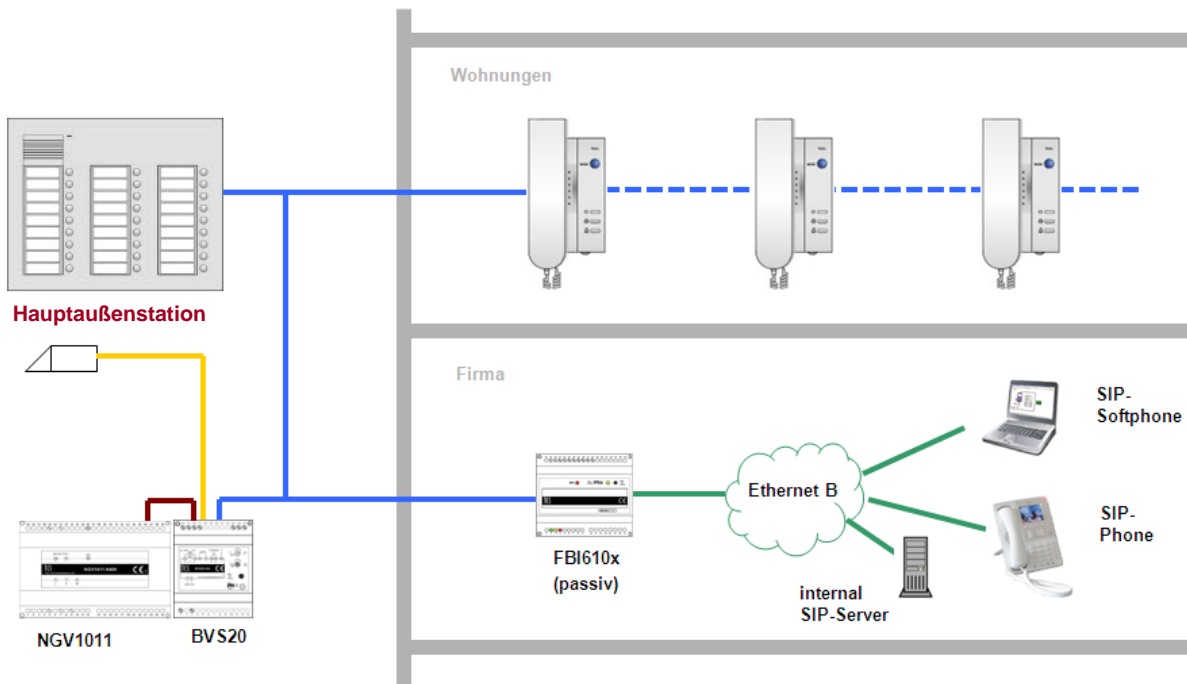 Wohnungen
Hauptaußenstation
Firma
SIP-
Softphone
Ethernet B
SIP-
Phone
FBI610x
(passiv)
internal
SIP-Server
NGV1011
BVS20